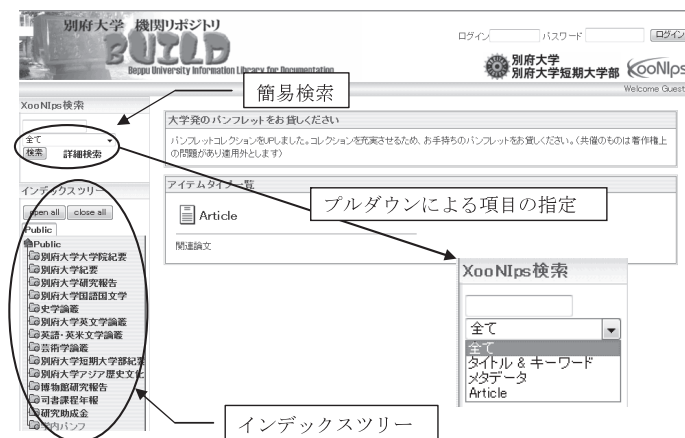 別府大学 機関リポジトリ
BUILD
Beppu University Information Library for Documentation
ログイン パスワード ログイン
別府大学
別府大学短期大学部
XooNIps
Welcome Guest
簡易検索
XooNIps検索
全て
検索 詳細検索
大学発のパンフレットをお貸しください
パンフレットコレクションをUPしました。コレクションを充実させるため、お手持ちのパンフレットをお貸しください。(共催のものは著作権上
の問題があり適用外とします)
インデックスツリー
open all close all
Public
Public
別府大学大学院紀要
別府大学紀要
別府大学研究報告
別府大学国語国文学
史学論叢
別府大学英文学論叢
英語・英米文学論叢
芸術学論叢
別府大学短期大学部紀要
別府大学アジア歴史文化
博物館研究報告
司書課程年報
研究助成金
学内パンフ
アイテムタイプ一覧
Article
関連論文
プルダウンによる項目の指定
XooNIps検索
全て
全て
タイトル & キーワード
メタデータ
Article
インデックスツリー